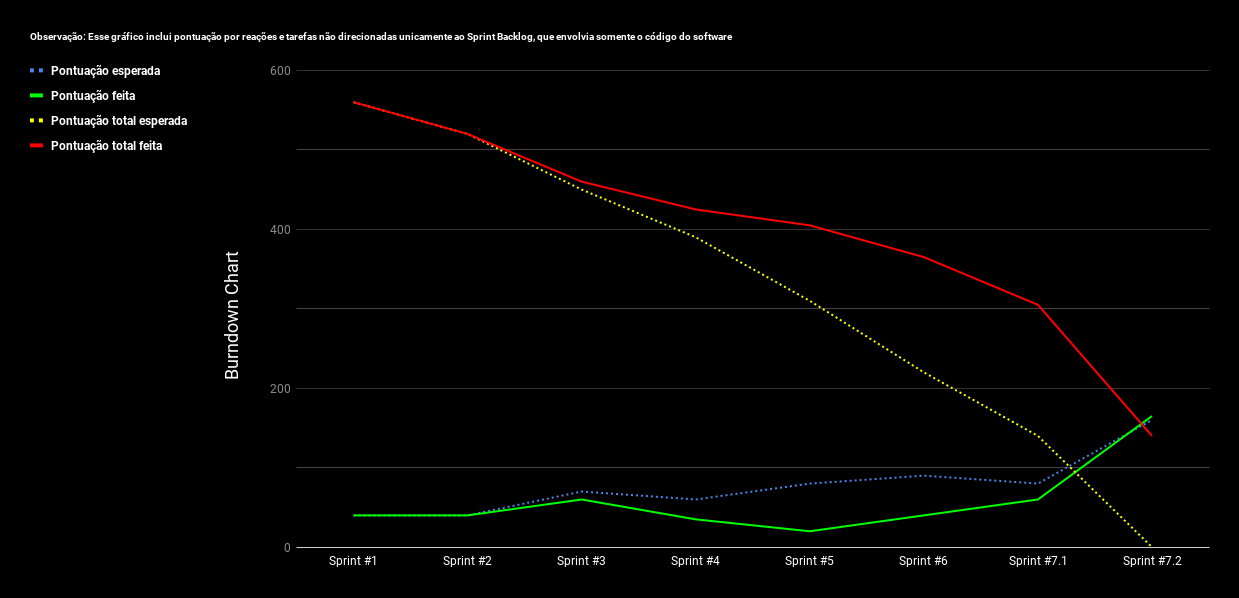 Observação: Esse gráfico inclui pontuação por reações e tarefas não direcionadas unicamente ao Sprint Backlog, que envolvia somente o código do software
Pontuação esperada
Pontuação feita
Pontuação total esperada
Pontuação total feita
Burndown Chart
600
400
200
0
Sprint #1 Sprint #2 Sprint #3 Sprint #4 Sprint #5 Sprint #6 Sprint #7.1 Sprint #7.2